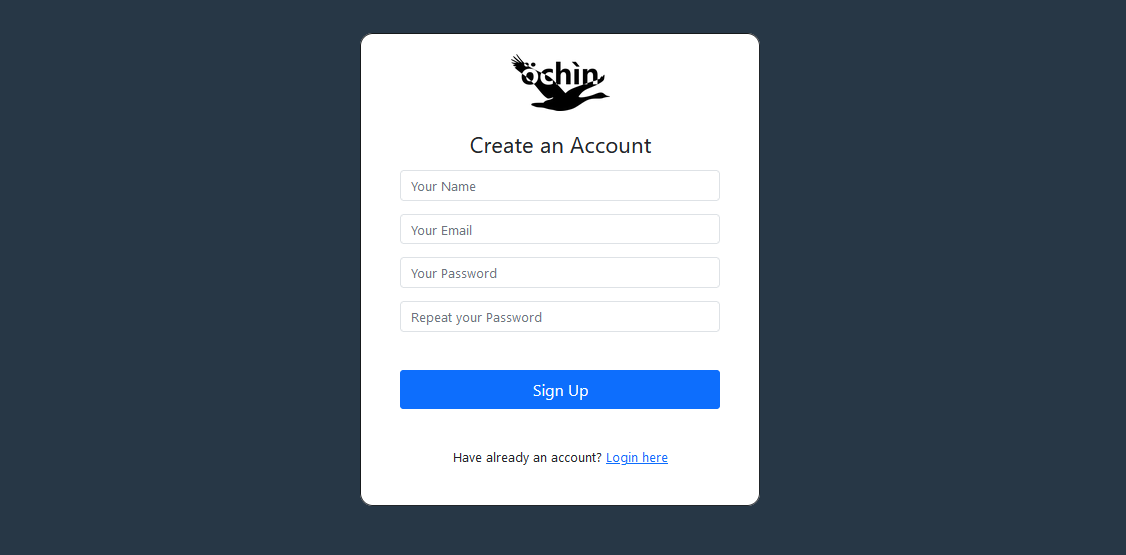 öchìn
Create an Account
Your Name
Your Email
Your Password
Repeat your Password
Sign Up
Have already an account? Login here